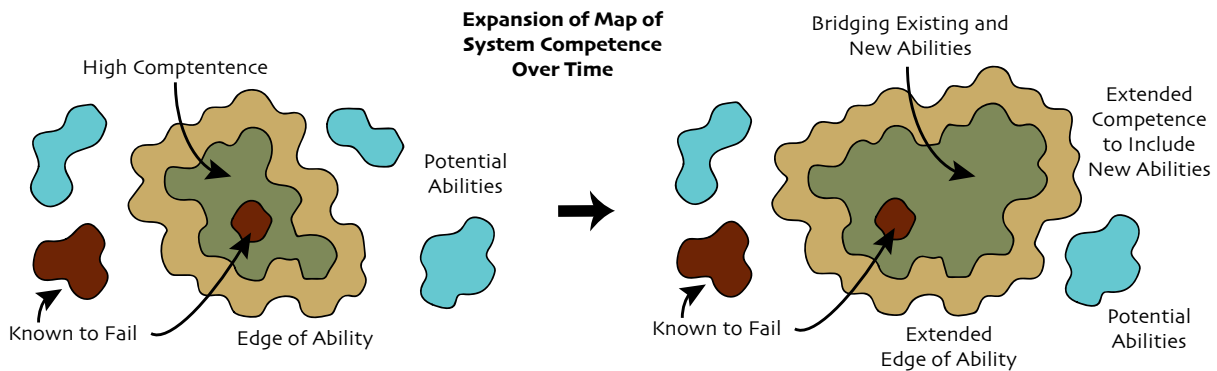 Expansion of Map of
System Competence
Over Time
High Comptentence
Potential
Abilities
Known to Fail
Edge of Ability
Bridging Existing and
New Abilities
Extended
Competence
to Include
New Abilities
Known to Fail
Extended
Edge of Ability
Potential
Abilities